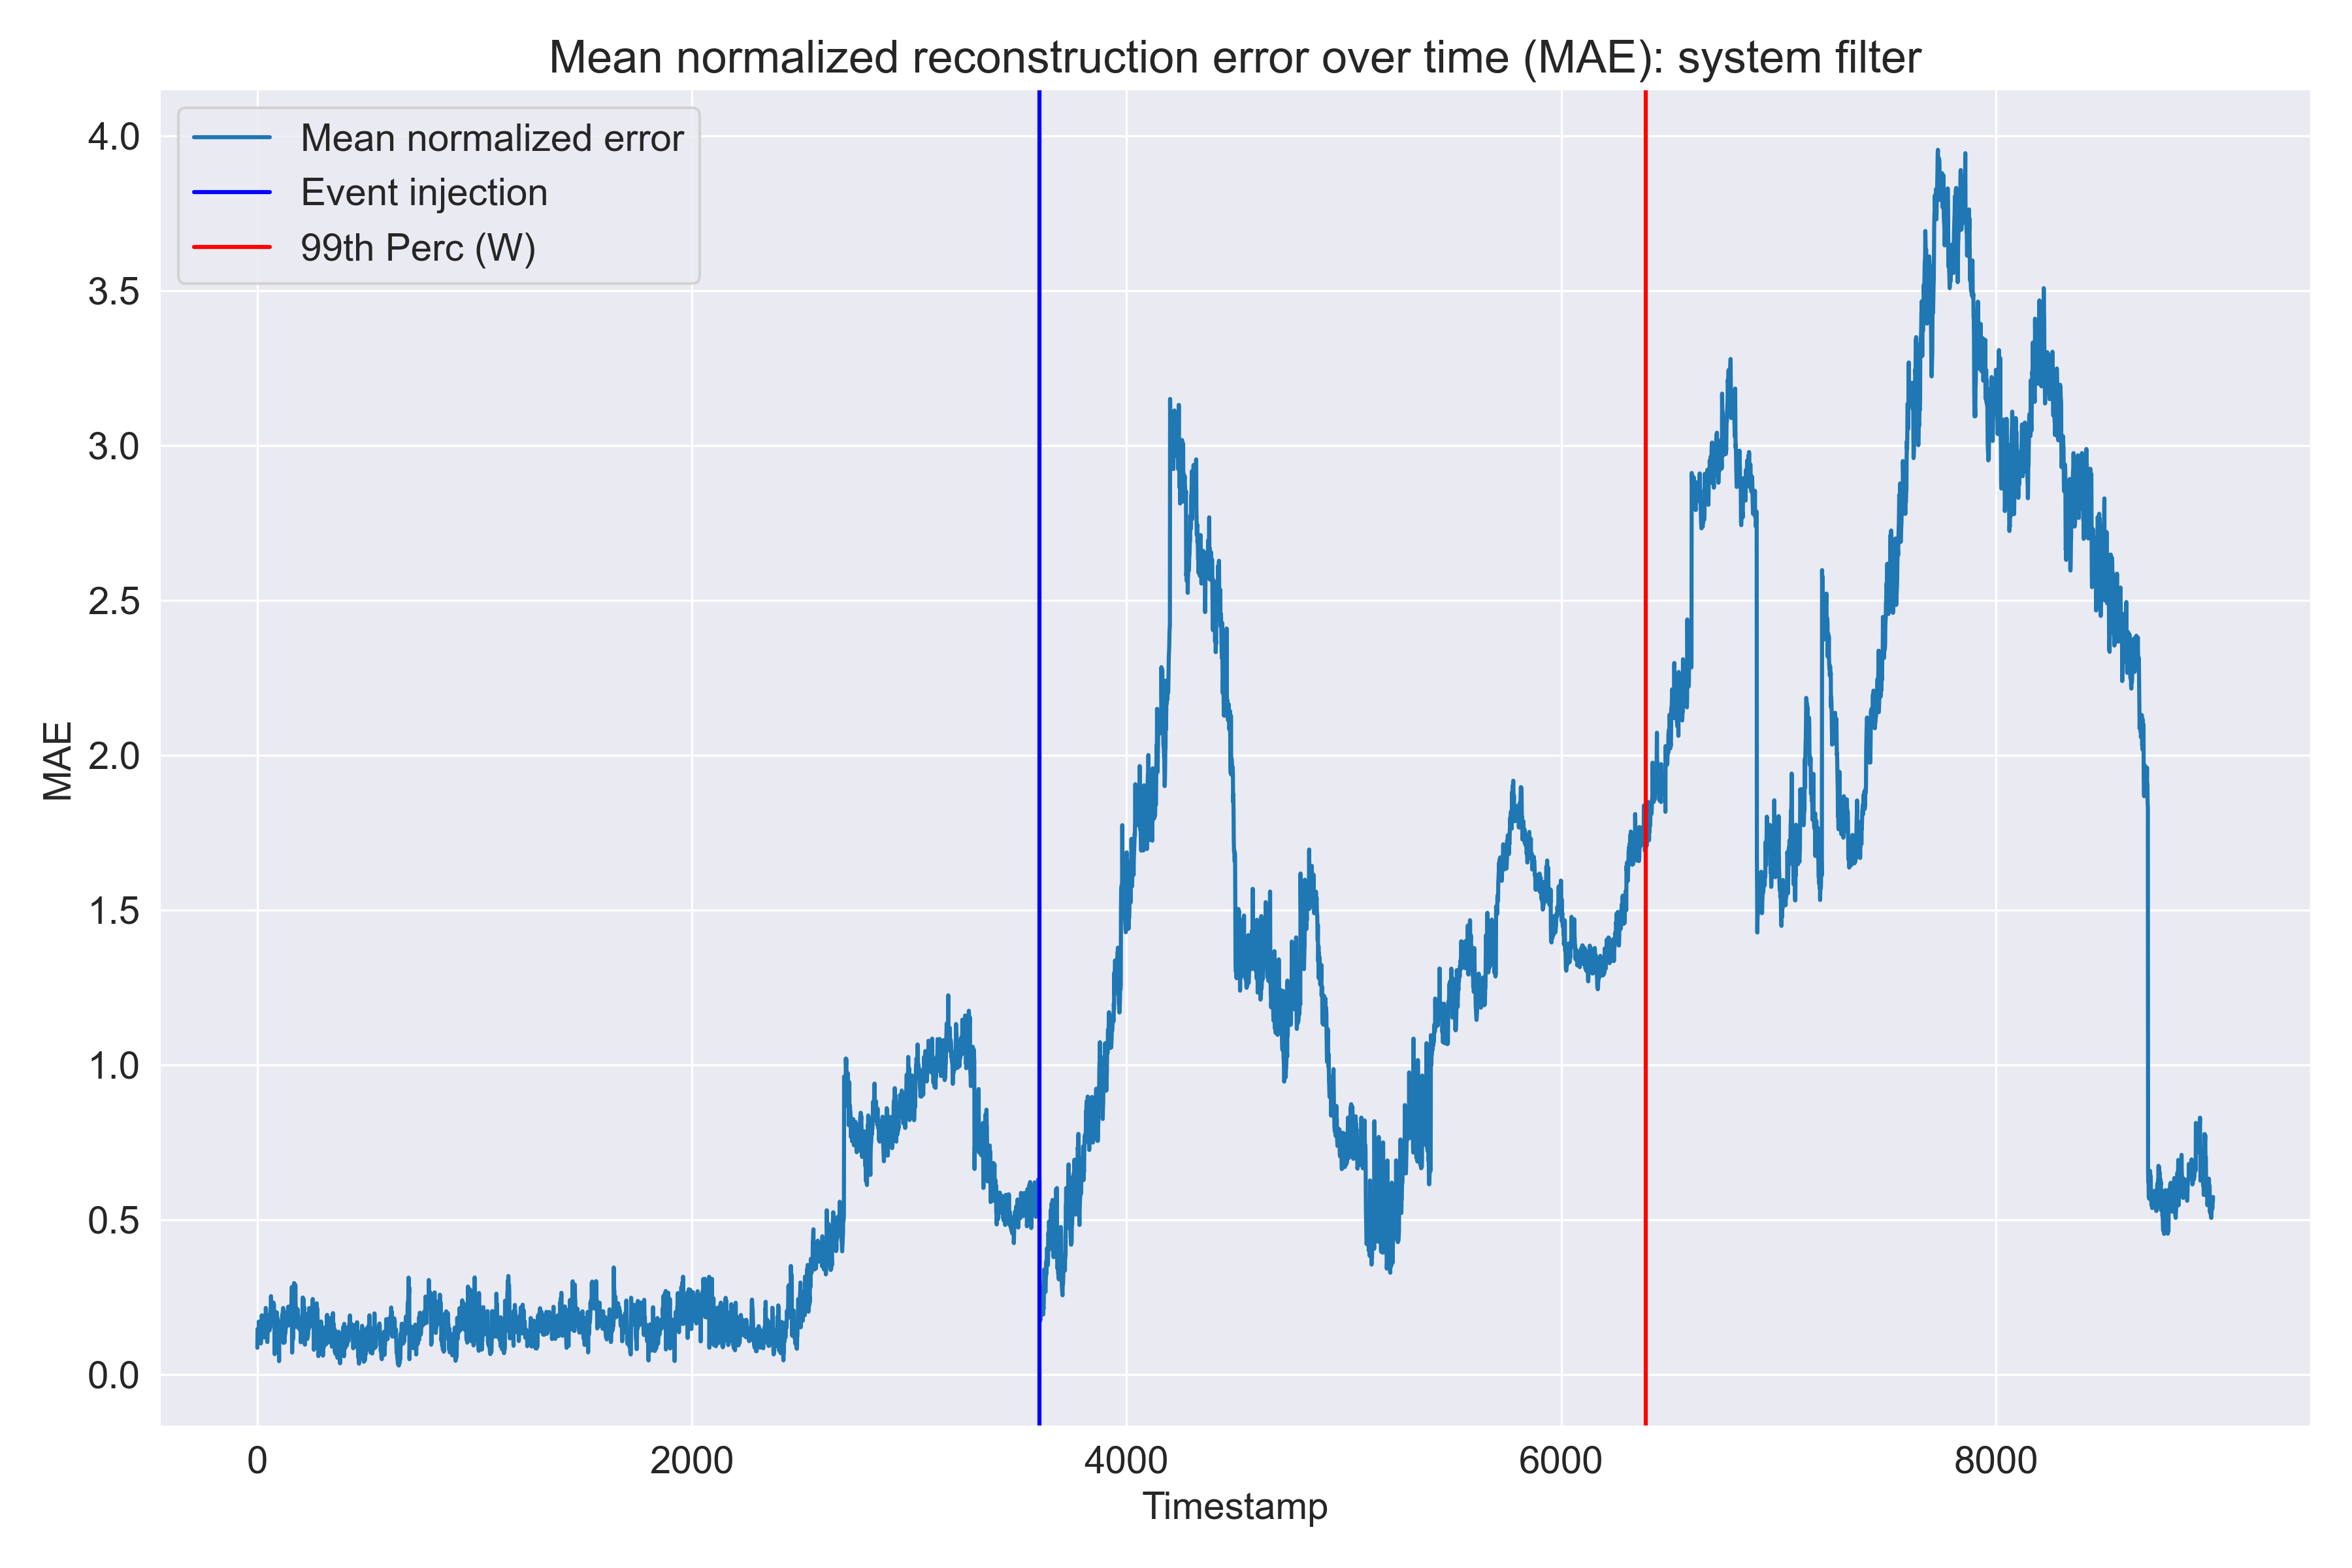 Mean normalized reconstruction error over time (MAE): system filter
Mean normalized error
Event injection
99th Perc (W)
4.0
3.5
3.0
2.5
2.0
1.5
1.0
0.5
0.0
MAE
0 2000 4000 6000 8000
Timestamp